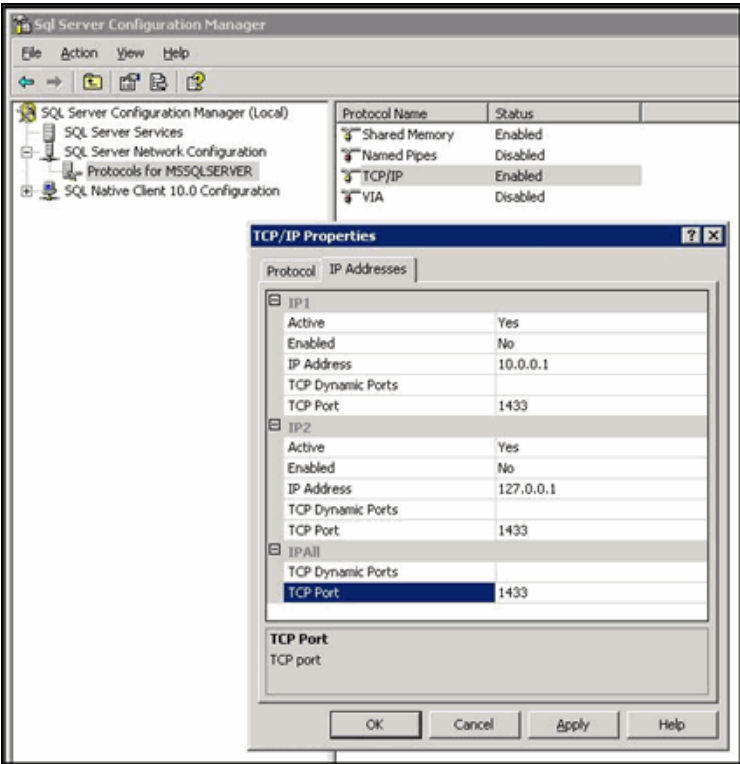 Sql Server Configuration Manager
File Action View Help
SQL Server Configuration Manager (Local)
SQL Server Services
SQL Server Network Configuration
Protocols for MSSQLSERVER
SQL Native Client 10.0 Configuration
Protocol Name Status
Shared Memory Enabled
Named Pipes Disabled
TCP/IP Enabled
VIA Disabled
TCP/IP Properties
Protocol IP Addresses
IP1
Active Yes
Enabled No
IP Address 10.0.0.1
TCP Dynamic Ports
TCP Port 1433
IP2
Active Yes
Enabled No
IP Address 127.0.0.1
TCP Dynamic Ports
TCP Port 1433
IPAll
TCP Dynamic Ports
TCP Port 1433
TCP Port
TCP port
OK Cancel Apply Help